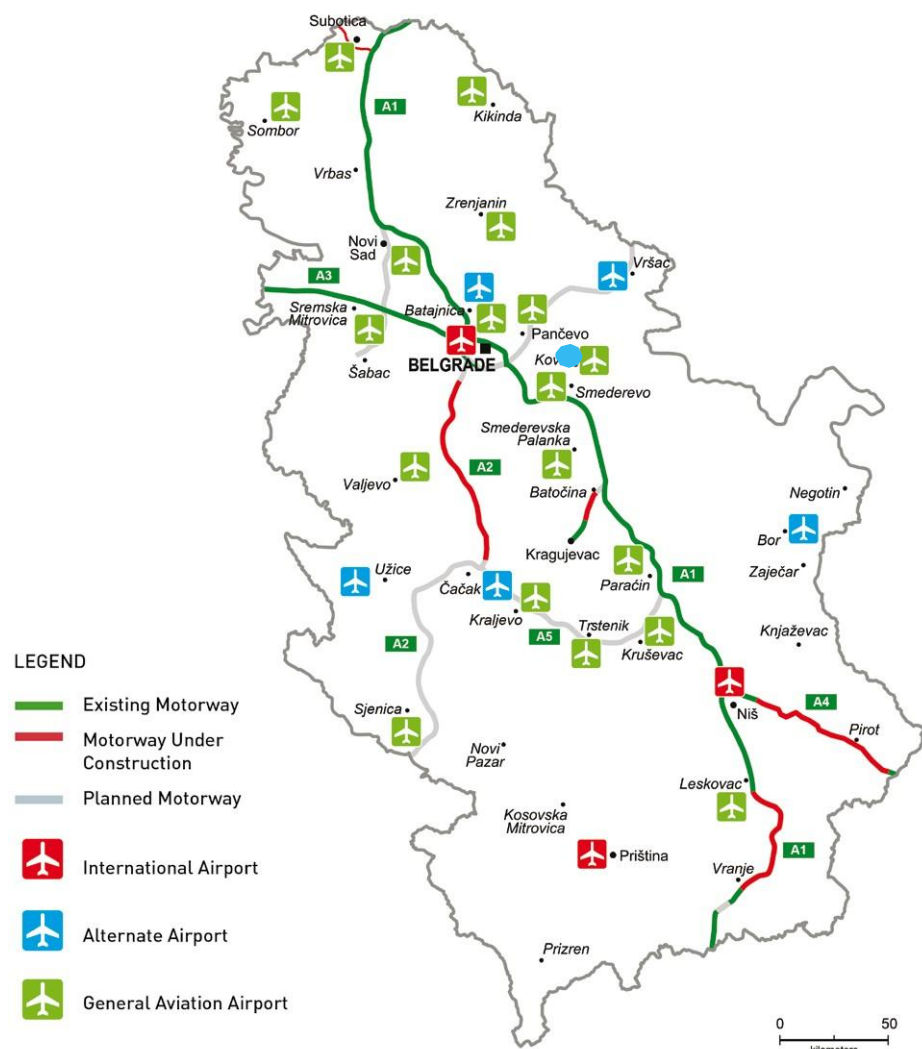 Subotica
A1
Kikinda
Sombor
Vrbas
Zrenjanin
Novi
Sad
A3
Vršac
Sremska
Mitrovica
Batajnica
Pančevo
BELGRADE
Šabac
Smederevo
Smederevska
Palanka
A2
Valjevo
Batočina
Negotin
Bor
Kragujevac
Zaječar
Užice
Čačak
Paraćin
A1
Kraljevo
Trstenik
A5
Kruševac
Knjaževac
A2
LEGEND
Existing Motorway
Motorway Under
Construction
Planned Motorway
International Airport
Alternate Airport
General Aviation Airport
Sjenica
Niš
A4
Pirot
Novi
Pazar
Leskovac
Kosovska
Mitrovica
Priština
A1
Vranje
Prizren
0 50